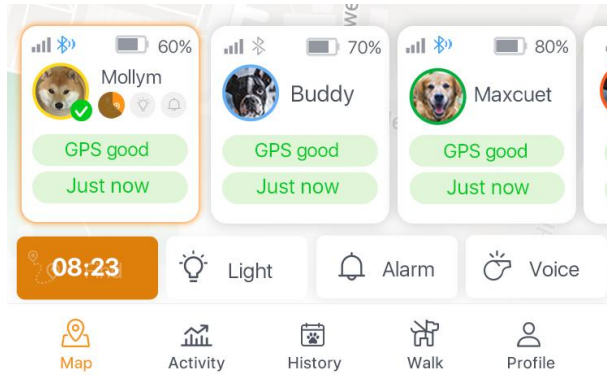 60%
Mollym
GPS good
Just now
70%
Buddy
GPS good
Just now
80%
Maxcuet
GPS good
Just now
08:23
Light
Alarm
Voice
Map
Activity
History
Walk
Profile